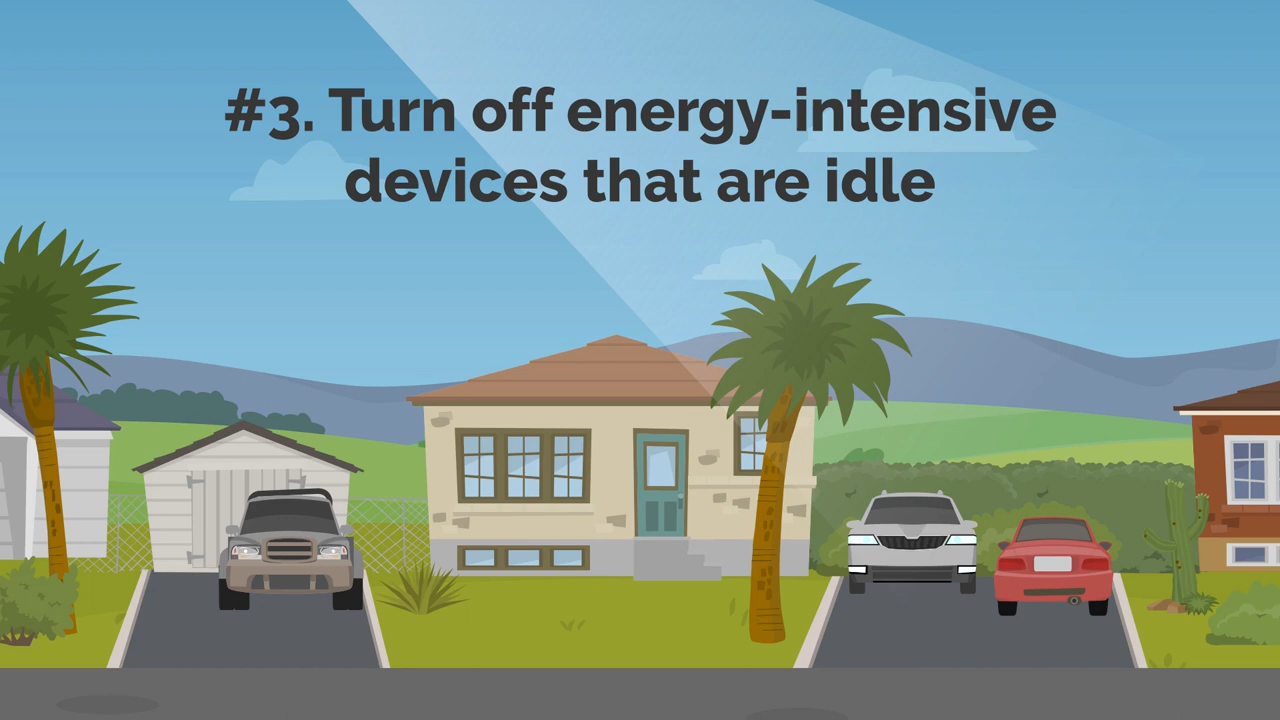 #3. Turn off energy-intensive
devices that are idle